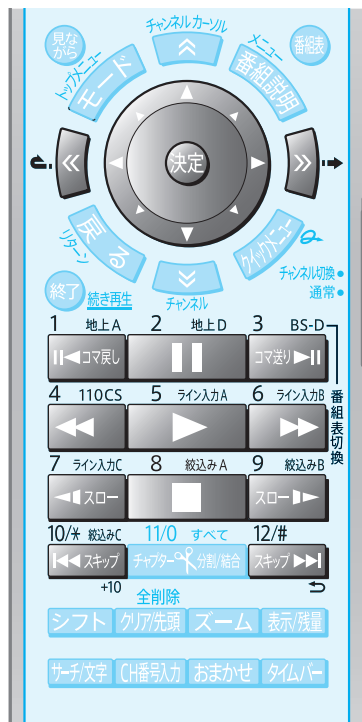 見ながら
チャンネル カーソル
メニュー
番組表
トップメニュー
モード
番組説明
決定
リターン
戻る
クイックメニュー
チャンネル切換
通常
終了
続き再生
チャンネル
1 地上A 2 地上D 3 BS-D
コマ戻し
コマ送り
4 110CS 5 ライン入力A 6 ライン入力B
番組表切換
7 ライン入力C 8 絞込みA 9 絞込みB
スロー
スロー
10/* 絞込みC 11/0 すべて 12/#
スキップ
チャプター 分割/結合
スキップ
+10
全削除
シフト クリア/先頭 ズーム 表示/残量
サーチ/文字 CH番号入力 おまかせ タイムバー